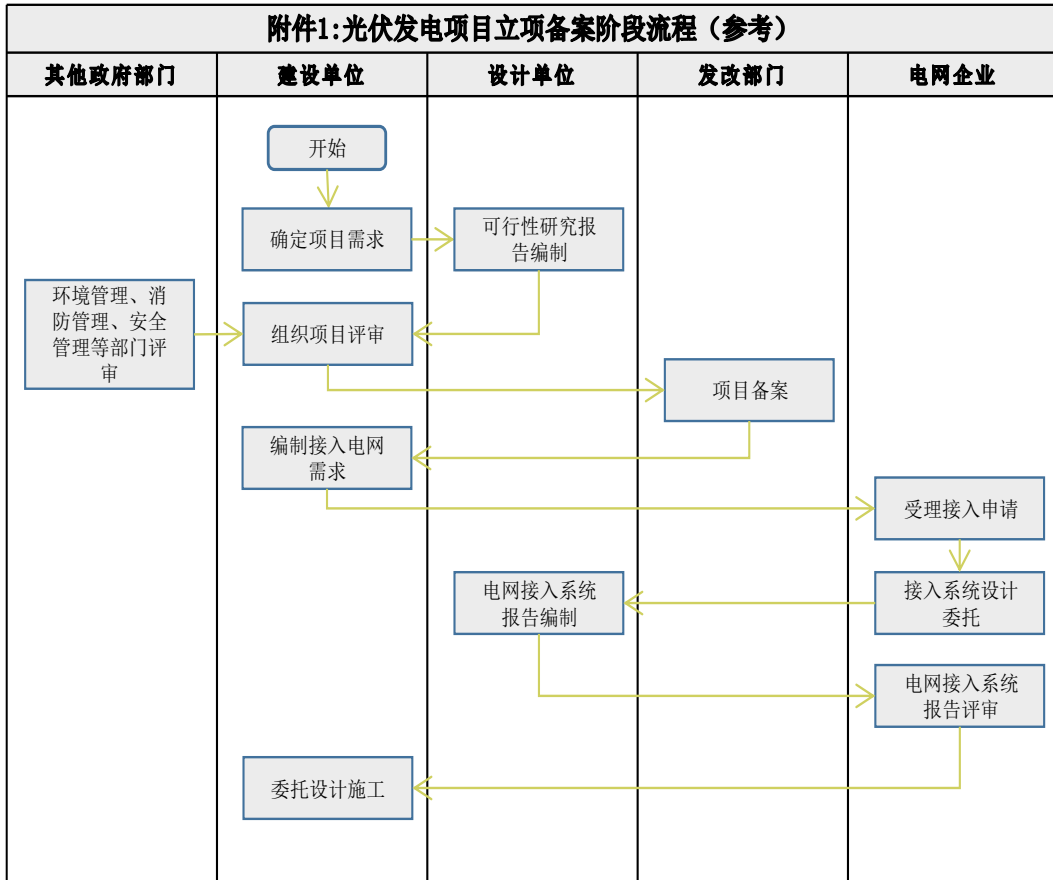 附件1:光伏发电项目立项备案阶段流程（参考）
其他政府部门
建设单位
设计单位
发改部门
电网企业
开始
确定项目需求
可行性研究报
告编制
环境管理、消
防管理、安全
管理等部门评
审
组织项目评审
项目备案
编制接入电网
需求
受理接入申请
接入系统设计
委托
电网接入系统
报告编制
电网接入系统
报告评审
委托设计施工